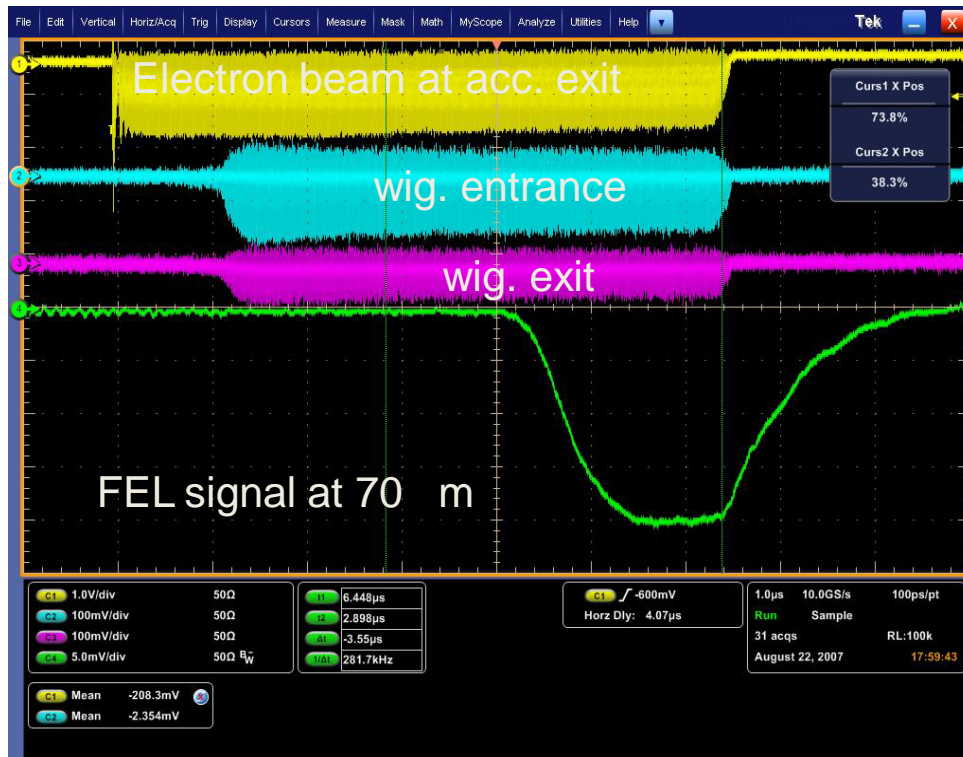 File Edit Vertical Horiz/Acq Trig Display Cursors Measure Mask Math MyScope Analyze Utilities Help Tek X
1
Electron beam at acc. exit
Curs1 X Pos
73.8%
Curs2 X Pos
38.3%
2
wig. entrance
3
wig. exit
4
FEL signal at 70 m
C1 1.0V/div 50Ω
C2 100mV/div 50Ω
C3 100mV/div 50Ω
C4 5.0mV/div 50Ω BW
t1 6.448µs
t2 2.898µs
Δt -3.55µs
1/Δt 281.7kHz
C1 -600mV
Horz Dly: 4.07µs
1.0µs 10.0GS/s 100ps/pt
Run Sample
31 acqs RL:100k
August 22, 2007 17:59:43
C1 Mean -208.3mV
C2 Mean -2.354mV